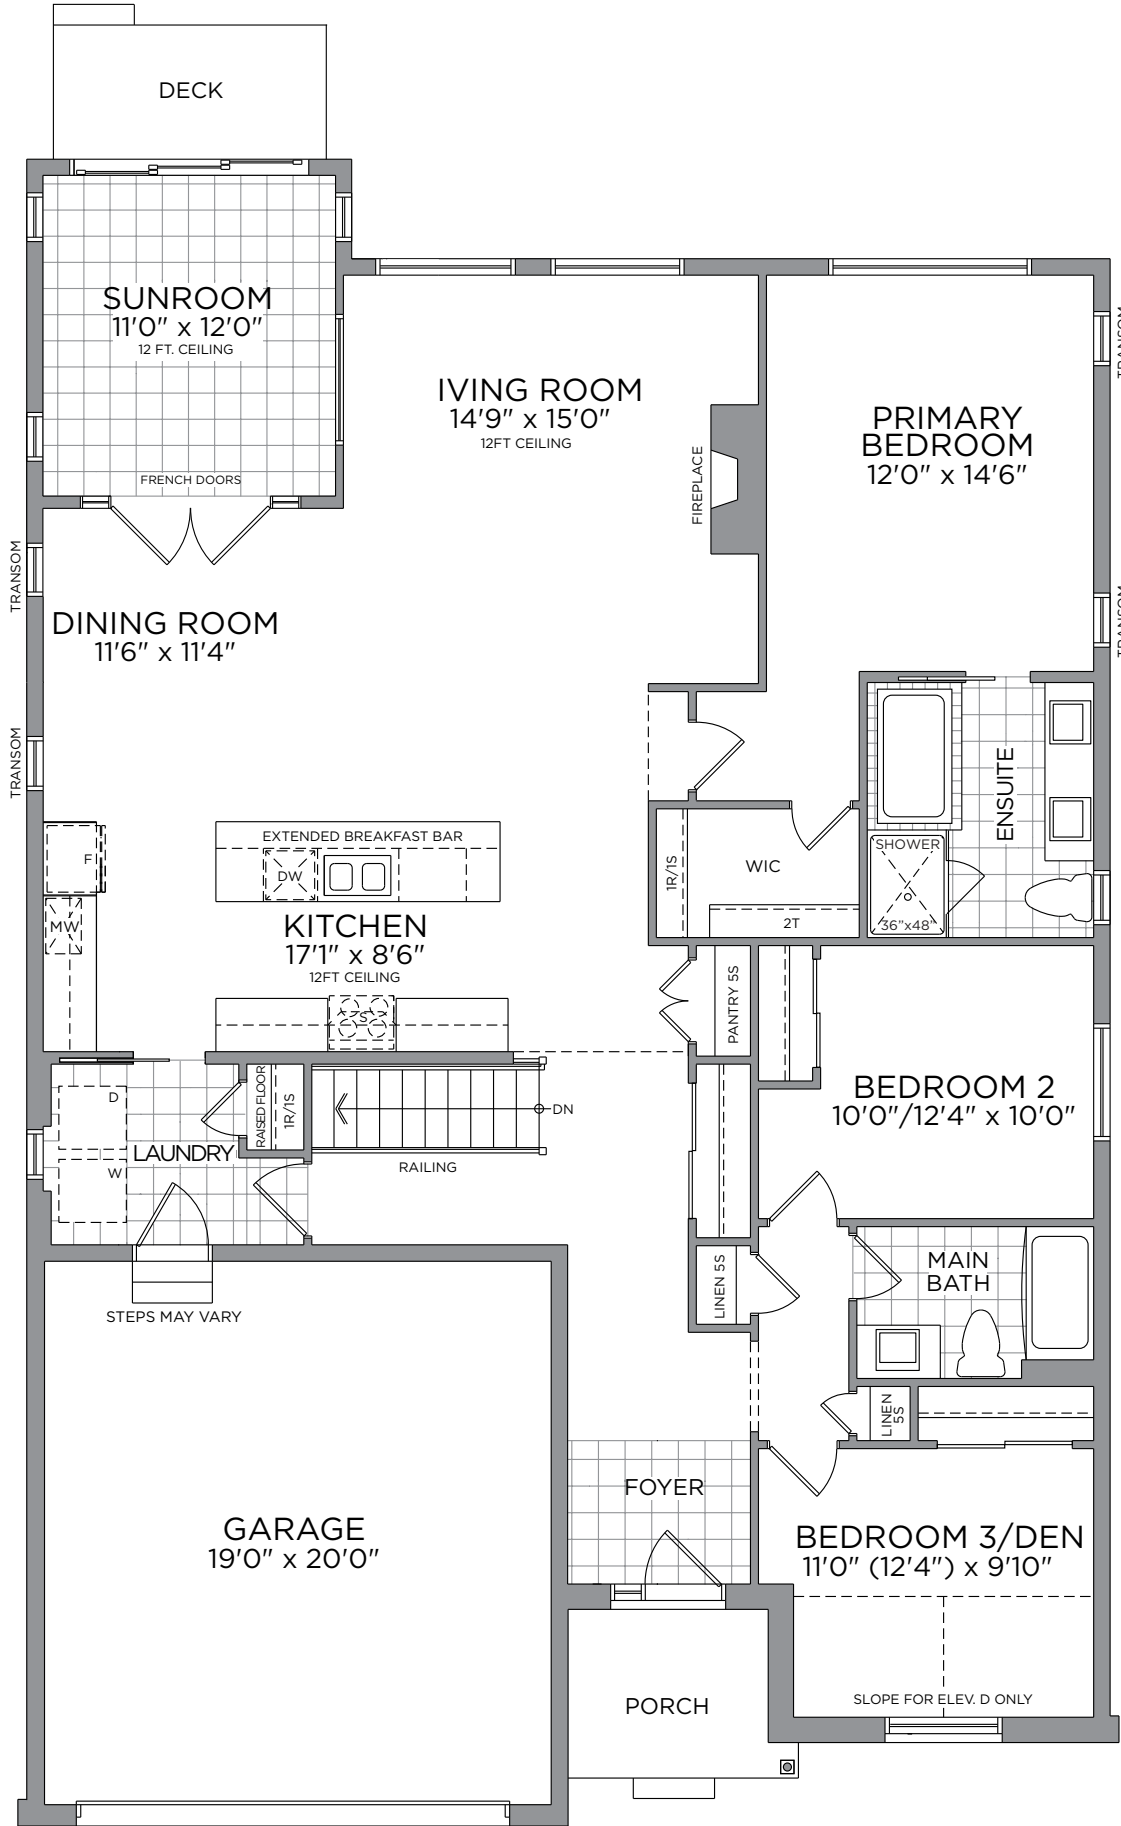 DECK
SUNROOM
11'0" x 12'0"
12 FT. CEILING
FRENCH DOORS
IVING ROOM
14'9" x 15'0"
12FT CEILING
FIREPLACE
PRIMARY
BEDROOM
12'0" x 14'6"
TRANSOM
TRANSOM
TRANSOM
TRANSOM
DINING ROOM
11'6" x 11'4"
ENSUITE
SHOWER
36"x48"
WIC
1R/1S
2T
EXTENDED BREAKFAST BAR
DW
F
MW
KITCHEN
17'1" x 8'6"
12FT CEILING
S
PANTRY 5S
BEDROOM 2
10'0"/12'4" x 10'0"
D
W
LAUNDRY
RAISED FLOOR
1R/1S
DN
RAILING
LINEN 5S
MAIN
BATH
STEPS MAY VARY
LINEN
5S
FOYER
GARAGE
19'0" x 20'0"
BEDROOM 3/DEN
11'0" (12'4") x 9'10"
SLOPE FOR ELEV. D ONLY
PORCH